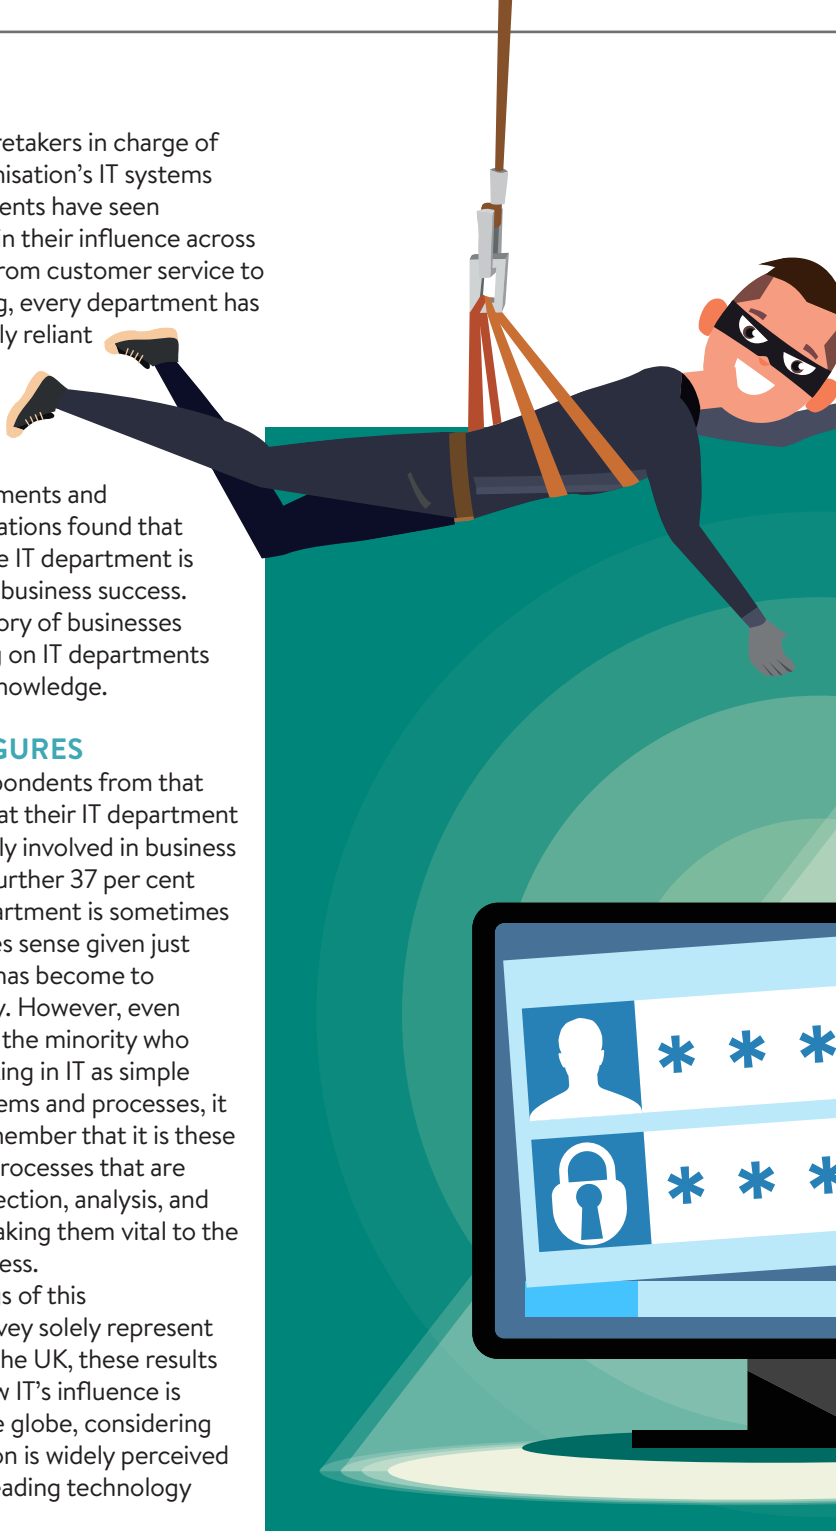 retakers in charge of
nisation’s IT systems
ents have seen
in their influence across
rom customer service to
g, every department has
ly reliant
ments and
ations found that
e IT department is
business success.
ory of businesses
g on IT departments
nowledge.
GURES
pondents from that
at their IT department
ly involved in business
urther 37 per cent
artment is sometimes
es sense given just
has become to
y. However, even
the minority who
ing in IT as simple
ems and processes, it
nember that it is these
rocesses that are
ection, analysis, and
aking them vital to the
ess.
s of this
vey solely represent
he UK, these results
w IT’s influence is
e globe, considering
on is widely perceived
eading technology
* * *
* * *